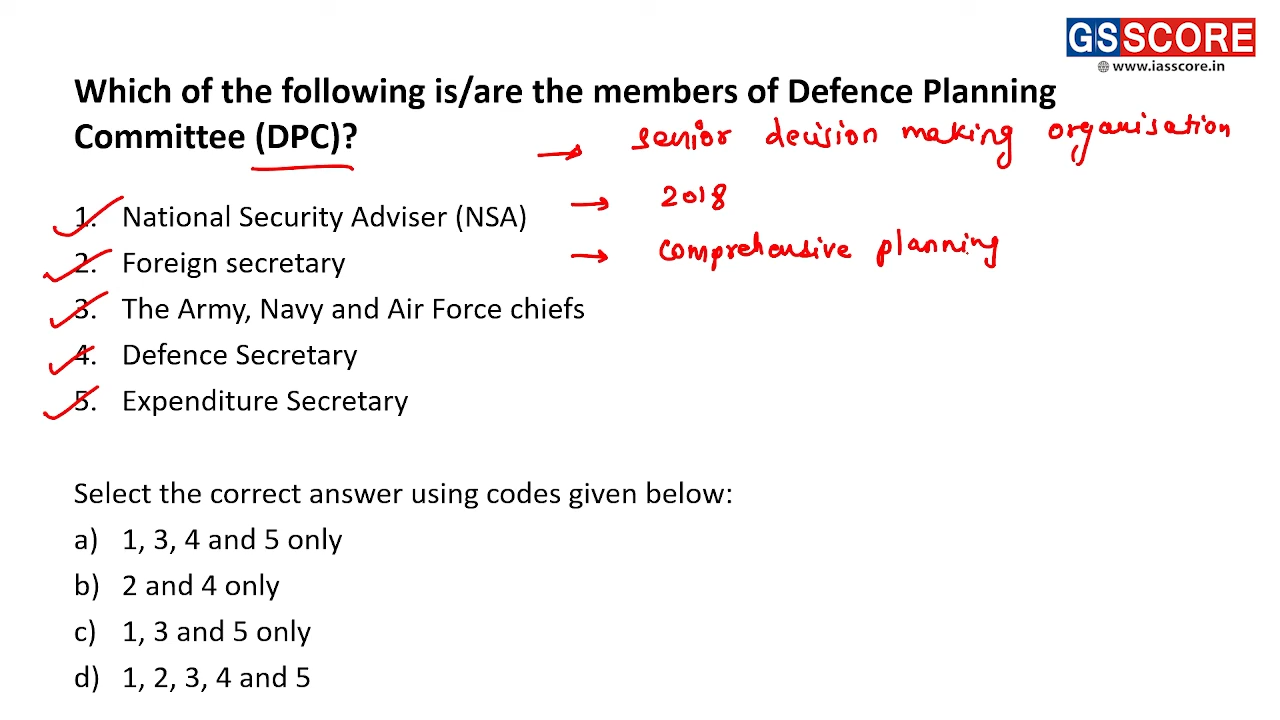 GSSCORE
www.iasscore.in
Which of the following is/are the members of Defence Planning
Committee (DPC)?
→ senior decision making organisation
1. National Security Adviser (NSA)
→ 2018
2. Foreign secretary
→ comprehensive planning
3. The Army, Navy and Air Force chiefs
4. Defence Secretary
5. Expenditure Secretary
Select the correct answer using codes given below:
a) 1, 3, 4 and 5 only
b) 2 and 4 only
c) 1, 3 and 5 only
d) 1, 2, 3, 4 and 5